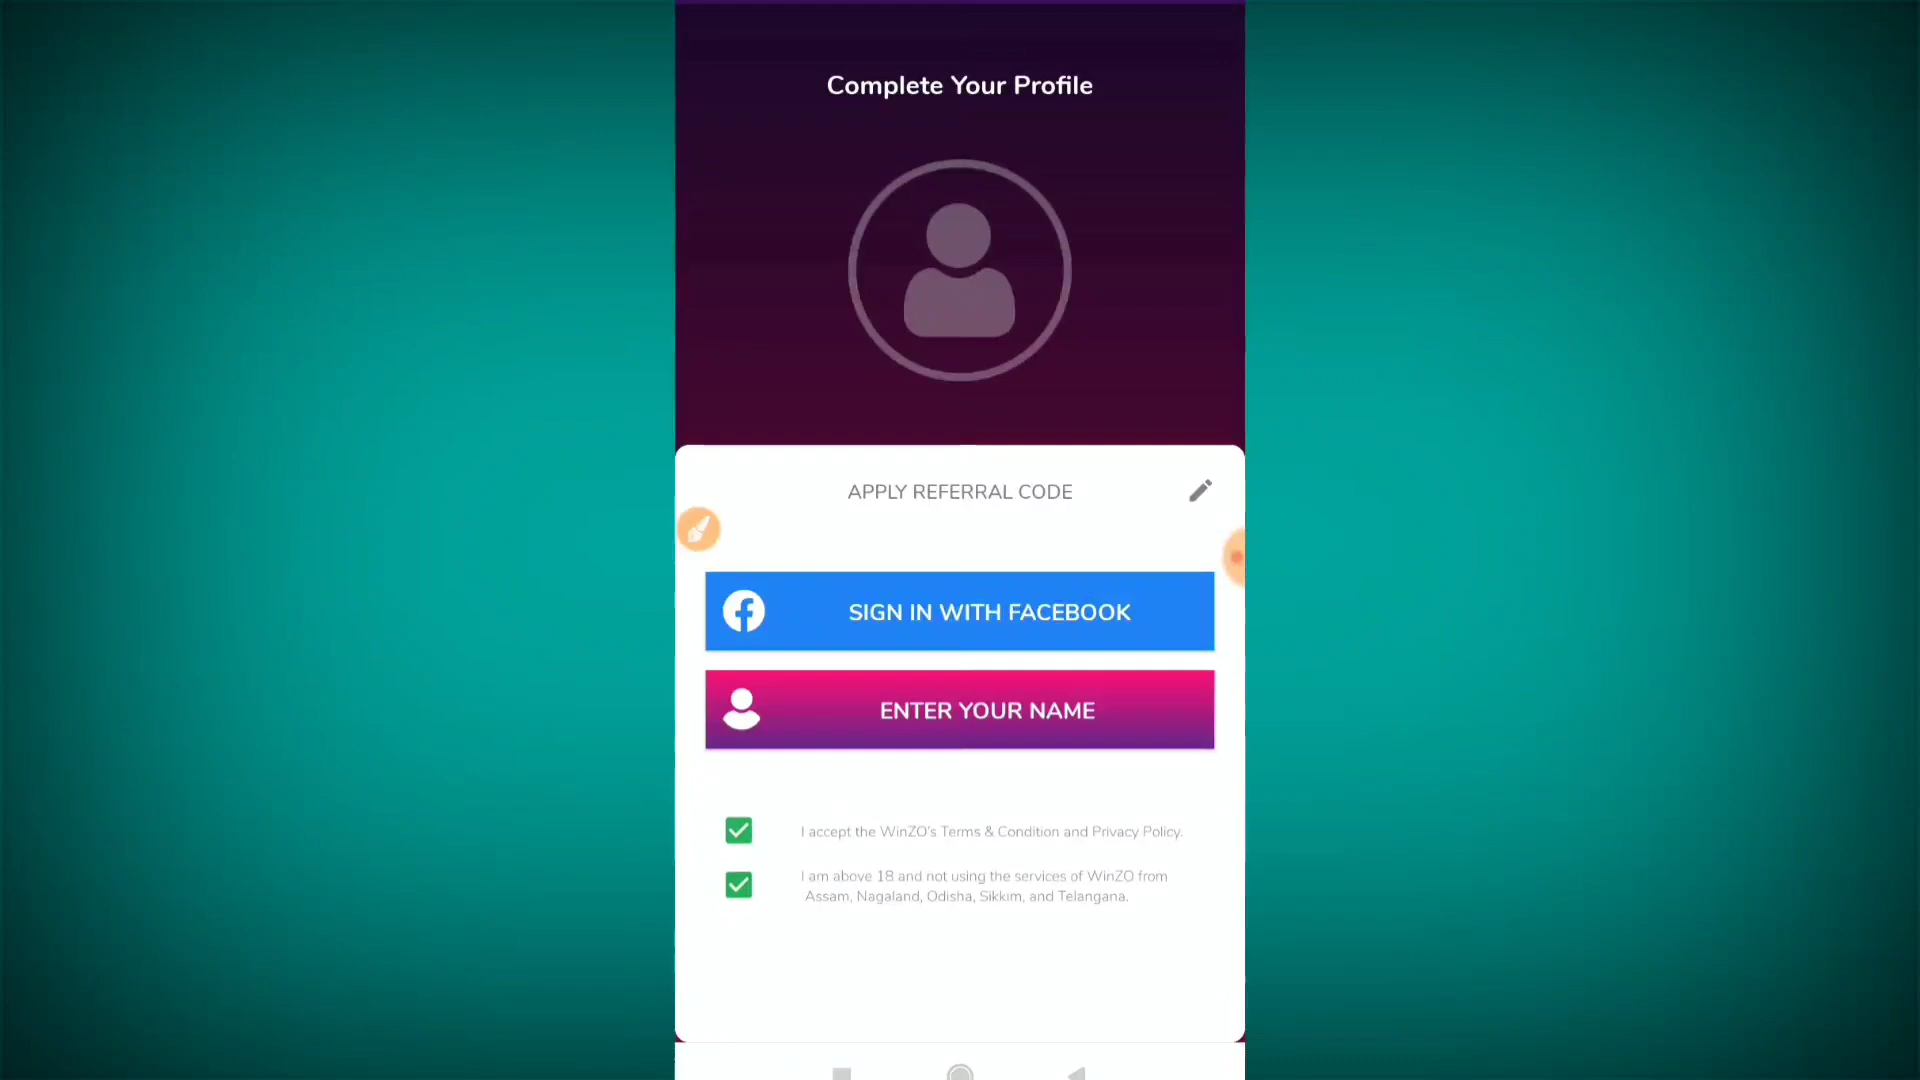 Complete Your Profile
APPLY REFERRAL CODE
SIGN IN WITH FACEBOOK
ENTER YOUR NAME
I accept the WinZO's Terms & Condition and Privacy Policy.
I am above 18 and not using the services of WinZO from
Assam, Nagaland, Odisha, Sikkim, and Telangana.